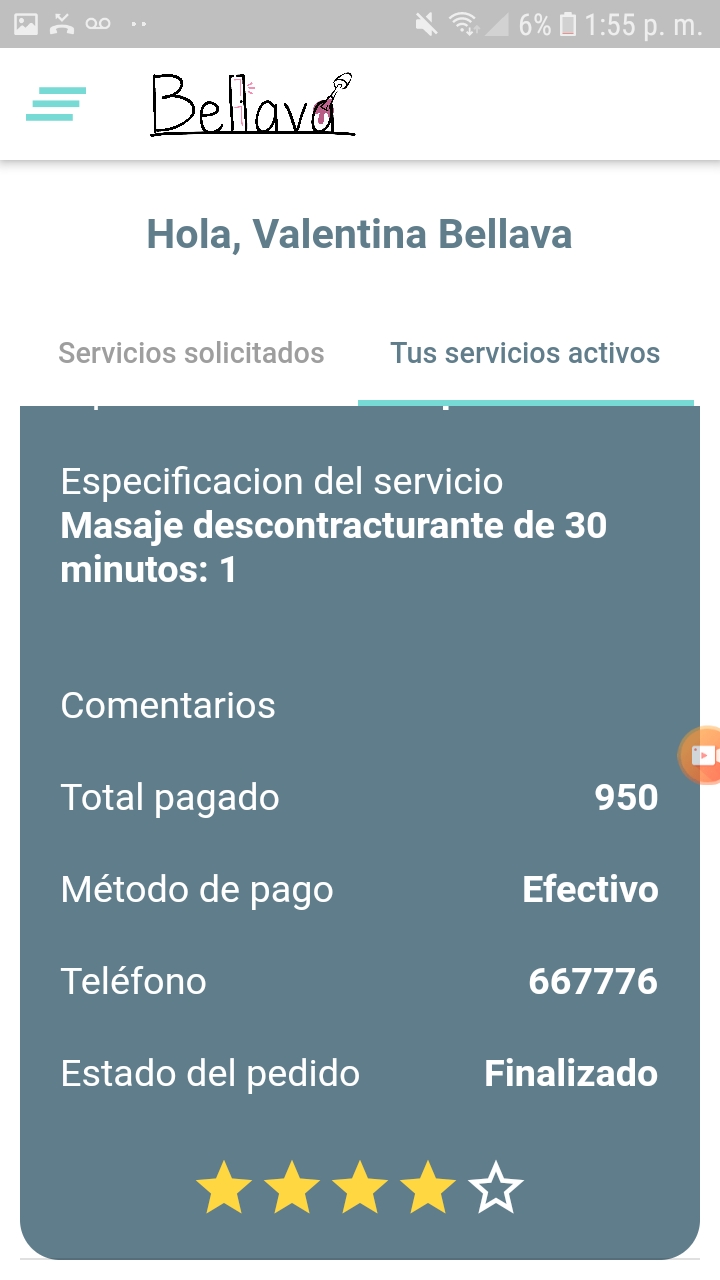 6% 1:55 p. m.
Bellava
Hola, Valentina Bellava
Servicios solicitados Tus servicios activos
Especificacion del servicio
Masaje descontracturante de 30
minutos: 1
Comentarios
Total pagado 950
Método de pago Efectivo
Teléfono 667776
Estado del pedido Finalizado